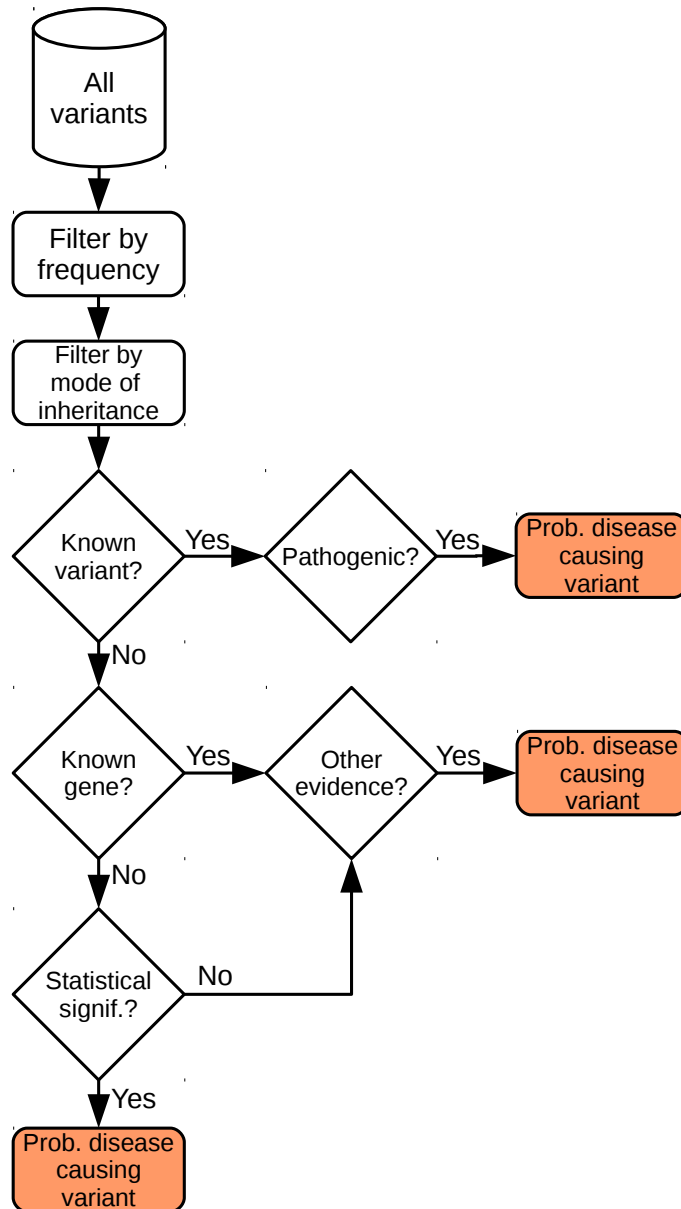 All
variants
Filter by
frequency
Filter by
mode of
inheritance
Known
variant?
Yes
Pathogenic?
Yes
Prob. disease
causing
variant
No
Known
gene?
Yes
Other
evidence?
Yes
Prob. disease
causing
variant
No
Statistical
signif.?
No
Yes
Prob. disease
causing
variant